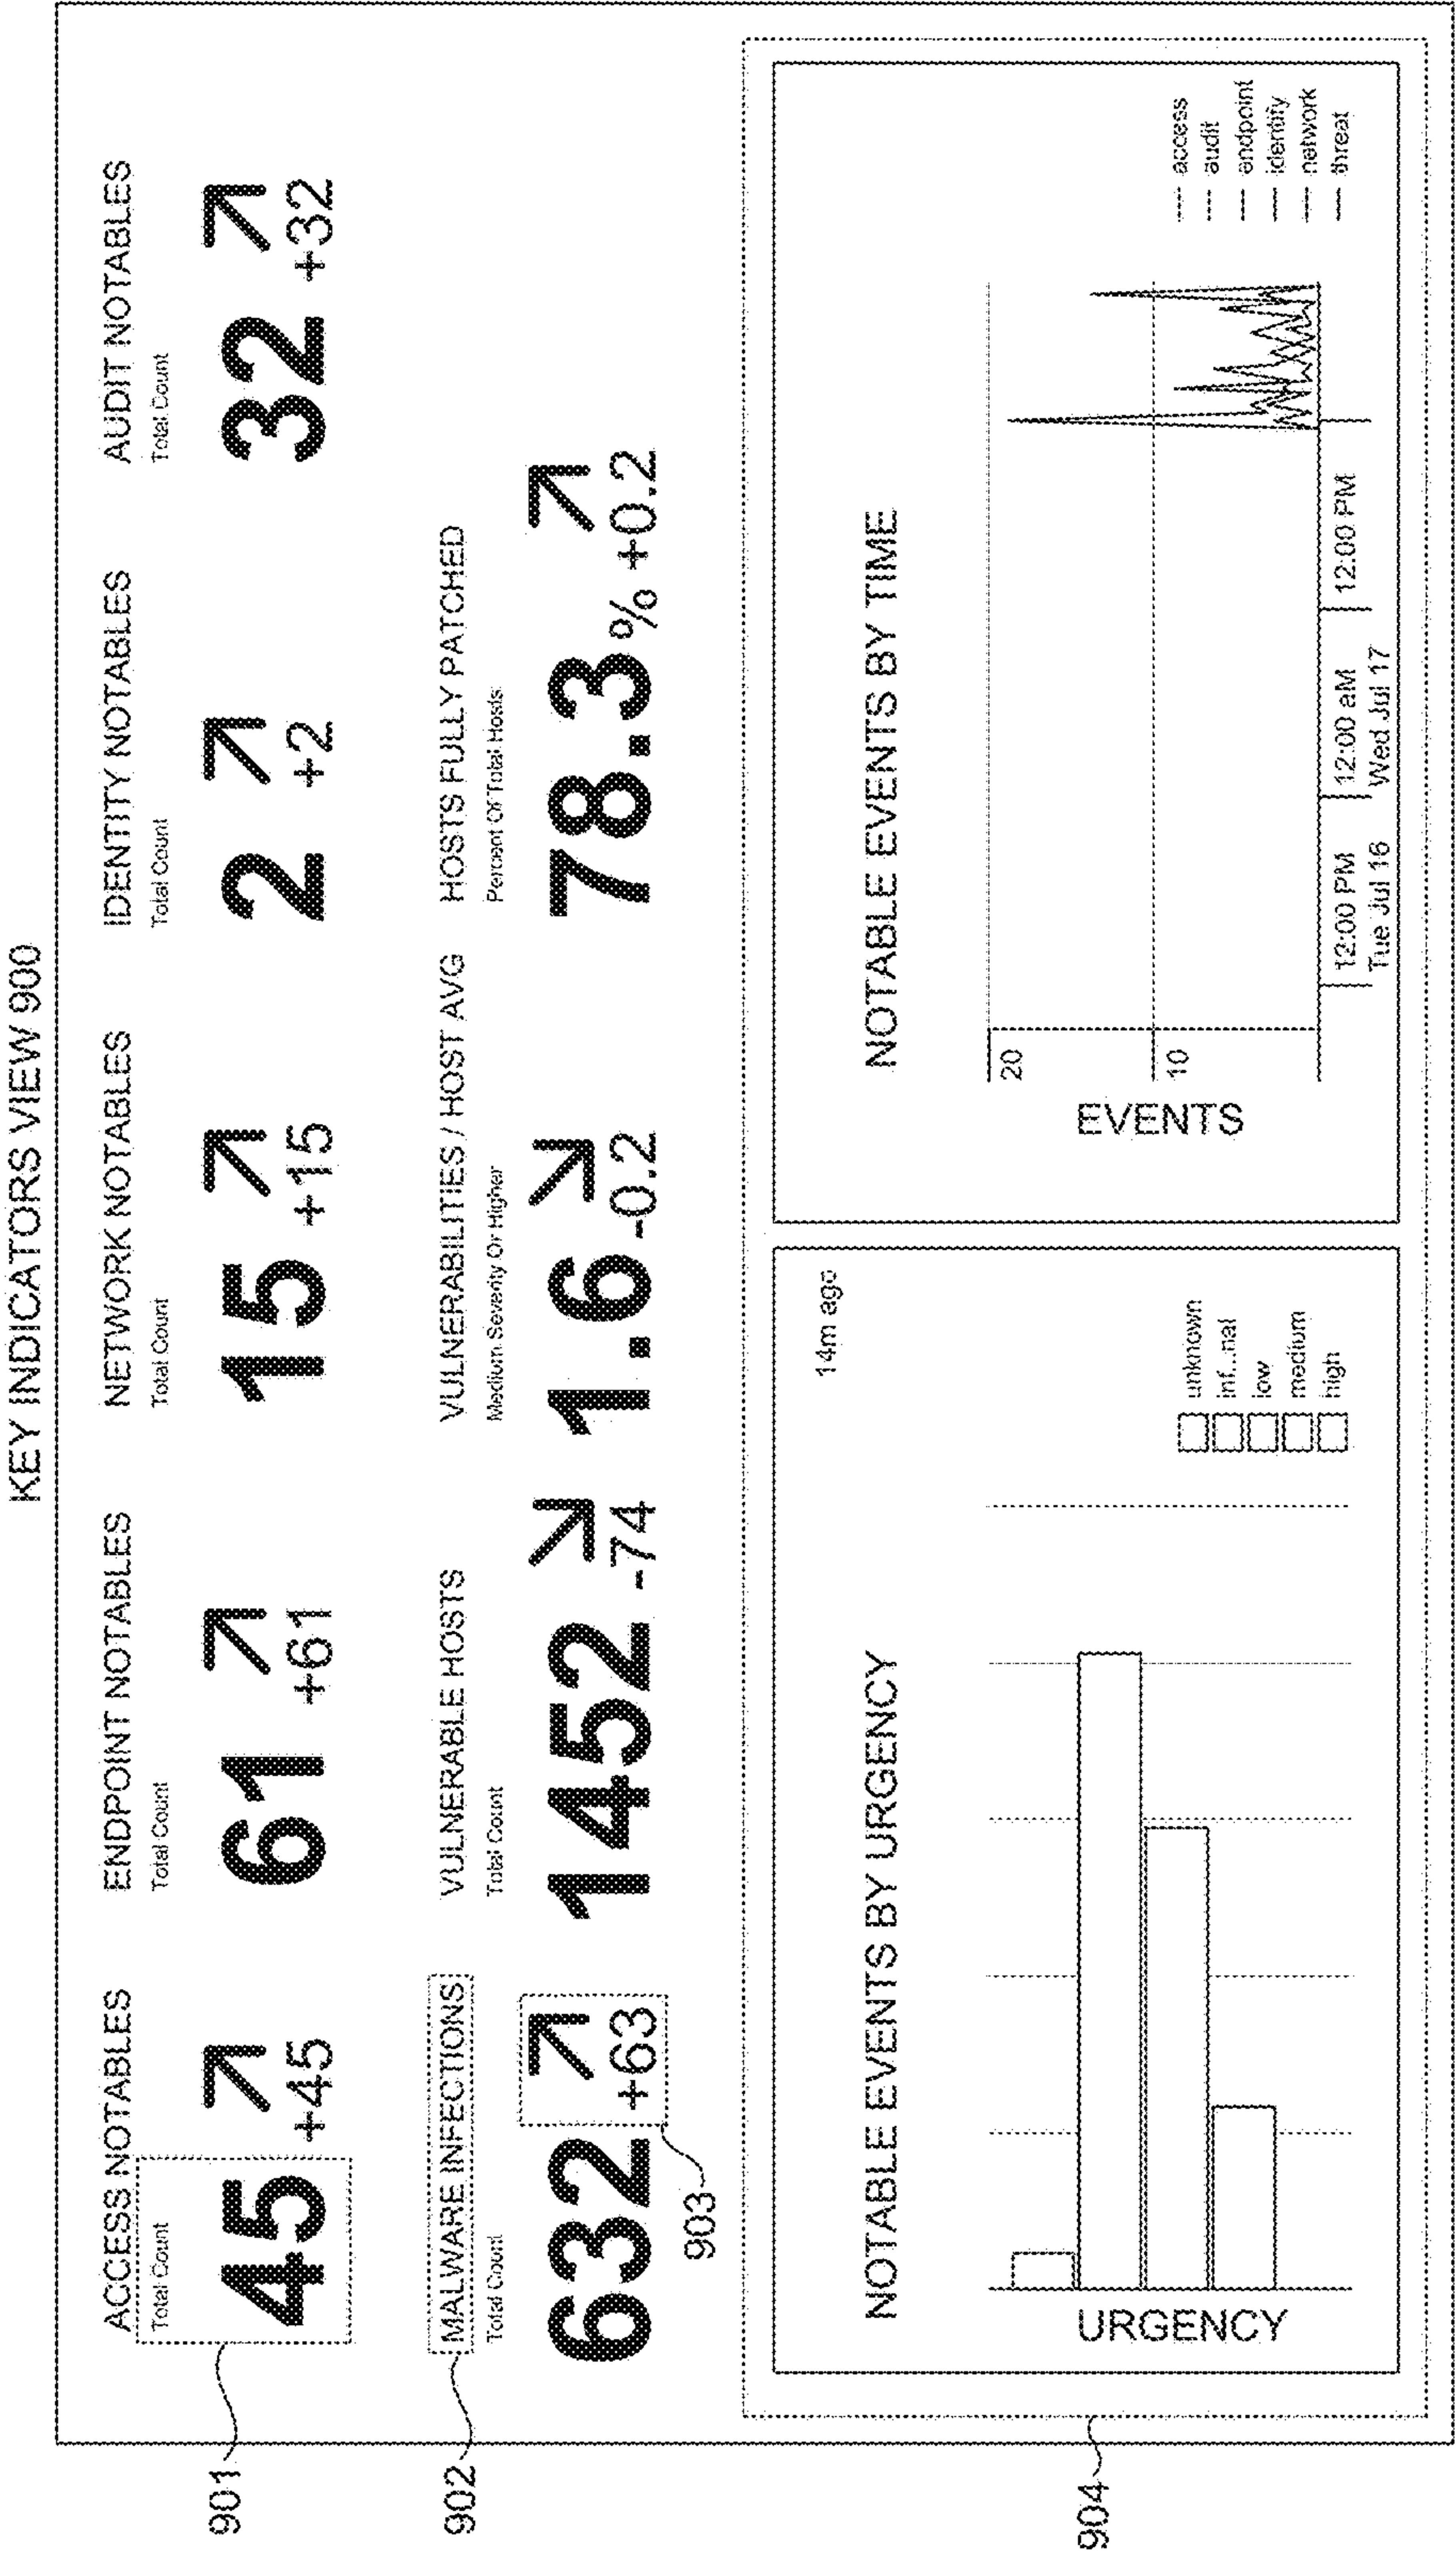 KEY INDICATORS VIEW 900
ACCESS NOTABLES
Total Count
45 +45
ENDPOINT NOTABLES
Total Count
61 +61
NETWORK NOTABLES
Total Count
15 +15
IDENTITY NOTABLES
Total Count
2 +2
AUDIT NOTABLES
Total Count
32 +32
901
MALWARE INFECTIONS
Total Count
632 +63
VULNERABLE HOSTS
Total Count
1452 -74
VULNERABILITIES / HOST AVG
Medium Severity Or Higher
1.6 -0.2
HOSTS FULLY PATCHED
Percent Of Total Hosts
78.3% +0.2
902
903
904
NOTABLE EVENTS BY URGENCY
14m ago
URGENCY
unknown
inf...nal
low
medium
high
NOTABLE EVENTS BY TIME
EVENTS
20
10
12:00 PM
Tue Jul 16
12:00 aM
Wed Jul 17
12:00 PM
access
audit
endpoint
identify
network
threat